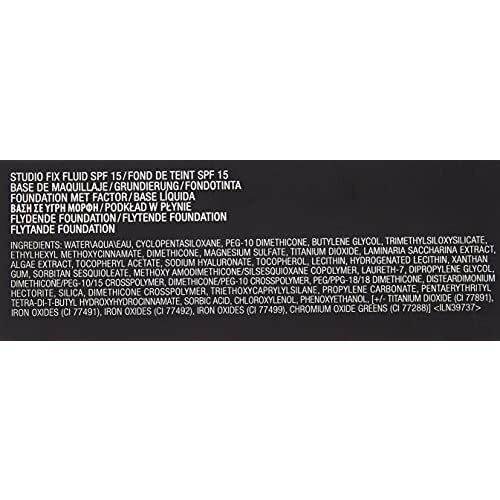 STUDIO FIX FLUID SPF 15/FOND DE TEINT SPF 15
BASE DE MAQUILLAJE/GRUNDIERUNG/FONDOTINTA
FOUNDATION MET FACTOR/BASE LÍQUIDA
ΒΑΣΗ ΣΕ ΥΓΡΗ ΜΟΡΦΗ/PODKŁAD W PŁYNIE
FLYDENDE FOUNDATION/FLYTENDE FOUNDATION
FLYTANDE FOUNDATION
INGREDIENTS: WATER\AQUA\EAU, CYCLOPENTASILOXANE, PEG-10 DIMETHICONE, BUTYLENE GLYCOL, TRIMETHYLSILOXYSILICATE,
ETHYLHEXYL METHOXYCINNAMATE, DIMETHICONE, MAGNESIUM SULFATE, TITANIUM DIOXIDE, LAMINARIA SACCHARINA EXTRACT,
ALGAE EXTRACT, TOCOPHERYL ACETATE, SODIUM HYALURONATE, TOCOPHEROL, LECITHIN, HYDROGENATED LECITHIN, XANTHAN
GUM, SORBITAN SESQUIOLEATE, METHOXY AMODIMETHICONE/SILSESQUIOXANE COPOLYMER, LAURETH-7, DIPROPYLENE GLYCOL,
DIMETHICONE/PEG-10/15 CROSSPOLYMER, DIMETHICONE/PEG-10 CROSSPOLYMER, PEG/PPG-18/18 DIMETHICONE, DISTEARDIMONIUM
HECTORITE, SILICA, DIMETHICONE CROSSPOLYMER, TRIETHOXYCAPRYLYLSILANE, PROPYLENE CARBONATE, PENTAERYTHRITYL
TETRA-DI-T-BUTYL HYDROXYHYDROCINNAMATE, SORBIC ACID, CHLOROXYLENOL, PHENOXYETHANOL, [+/- TITANIUM DIOXIDE (CI 77891),
IRON OXIDES (CI 77491), IRON OXIDES (CI 77492), IRON OXIDES (CI 77499), CHROMIUM OXIDE GREENS (CI 77288)] <ILN39737>